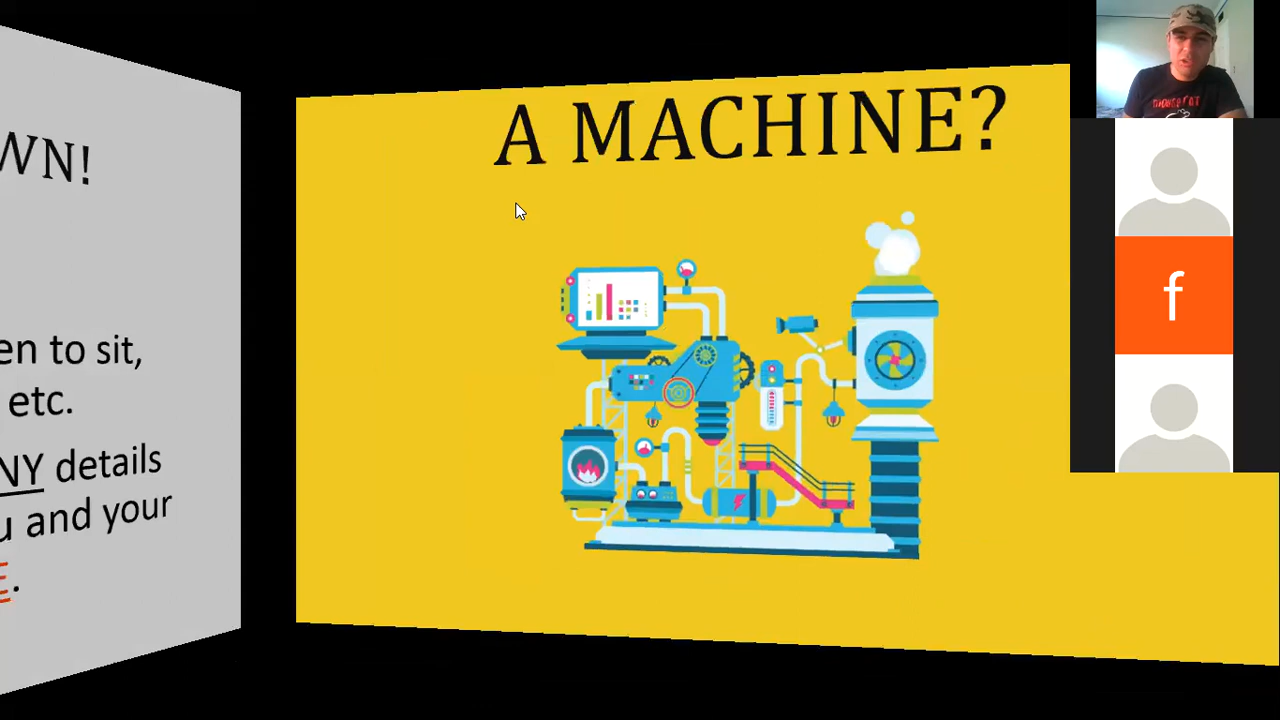 WN!
en to sit,
etc.
NY details
u and your
E.
A MACHINE?
f